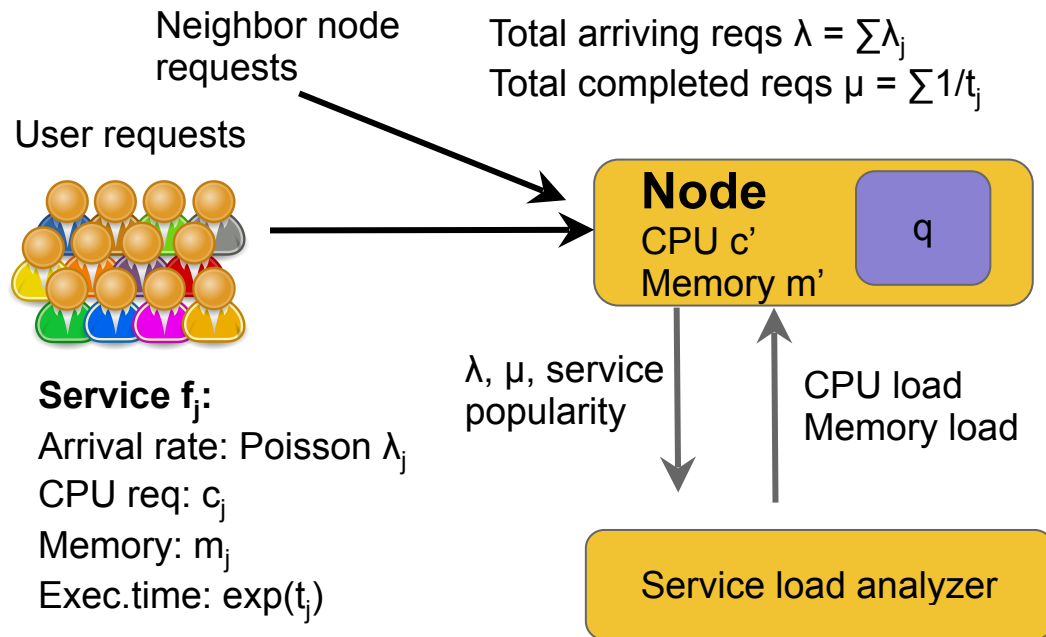 Neighbor node
requests
Total arriving reqs λ = ∑λj
Total completed reqs μ = ∑1/tj
User requests
Node
CPU c’
Memory m’
q
λ, μ, service
popularity
CPU load
Memory load
Service fj:
Arrival rate: Poisson λj
CPU req: cj
Memory: mj
Exec.time: exp(tj)
Service load analyzer